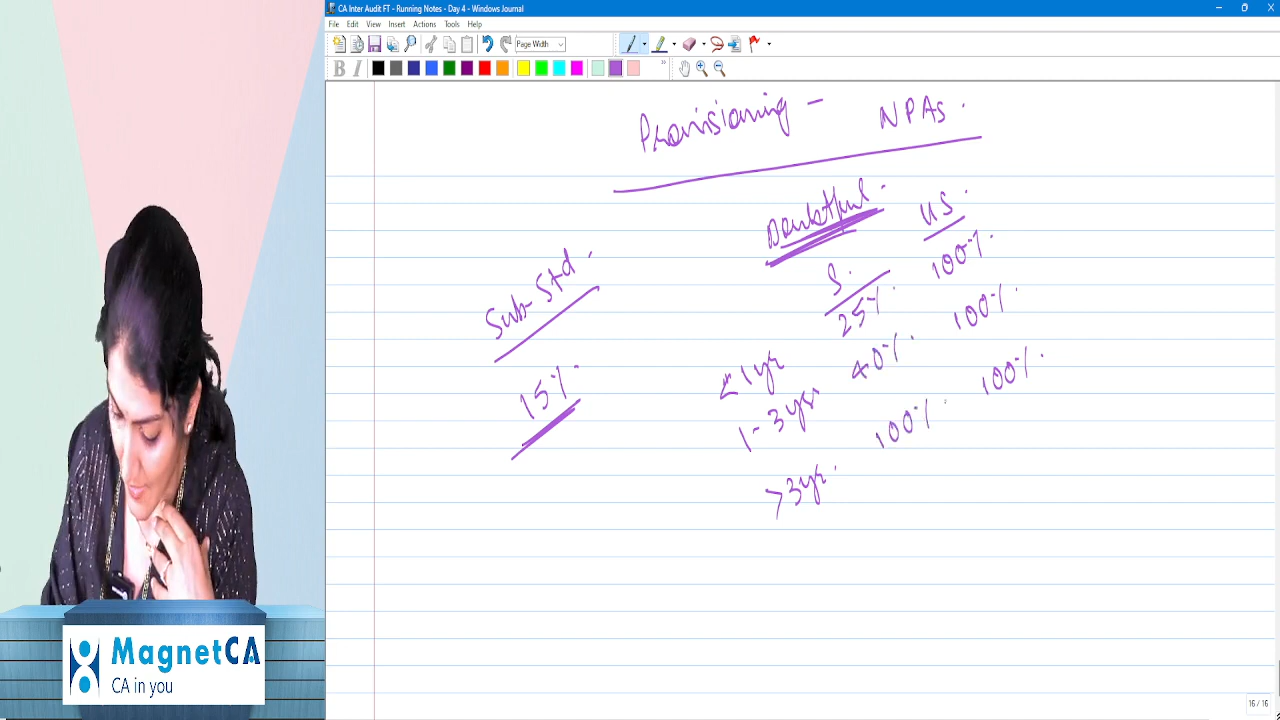 CA Inter Audit FT - Running Notes - Day 4 - Windows Journal
File Edit View Insert Actions Tools Help
Page Width
B I
Provisioning - NPAs.
Sub-Std.
15%.
Doubtful. US.
S.
25%. 100%.
<1yr 40%. 100%.
1-3yrs 100%. 100%.
>3yr.
MagnetCA
CA in you
16 / 16